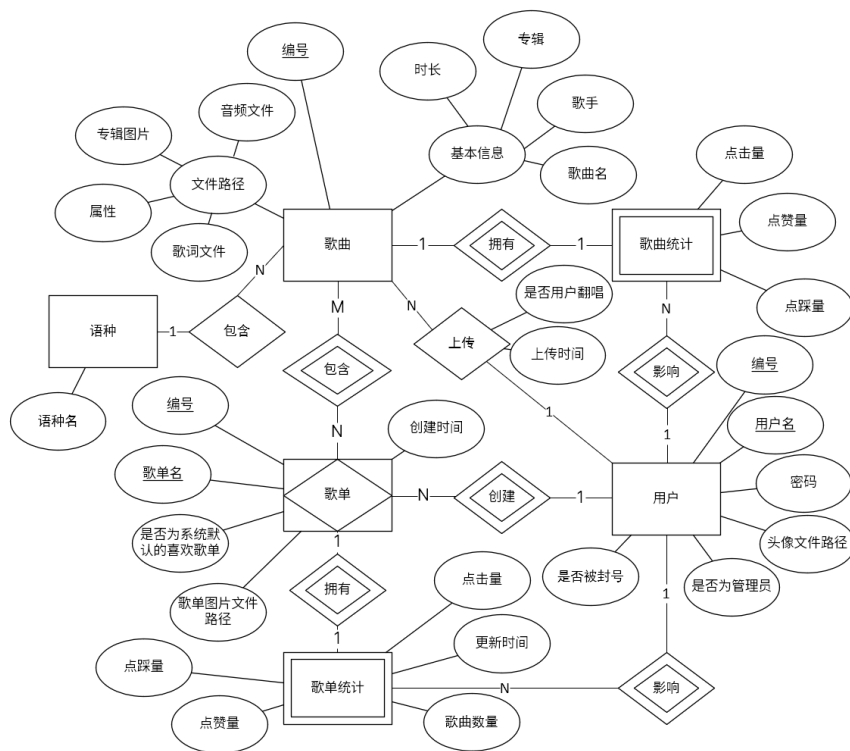 编号
专辑
时长
音频文件
歌手
专辑图片
基本信息
点击量
文件路径
歌曲名
属性
点赞量
歌词文件
歌曲
1
拥有
1
歌曲统计
N
是否用户翻唱
M
N
N
点踩量
语种
1
包含
上传
上传时间
包含
影响
编号
编号
语种名
1
创建时间
用户名
N
1
歌单名
密码
歌单
N
创建
1
用户
是否为系统默
认的喜欢歌单
头像文件路径
1
点击量
是否被封号
是否为管理员
拥有
1
歌单图片文件
路径
1
更新时间
点踩量
歌单统计
N
影响
点赞量
歌曲数量